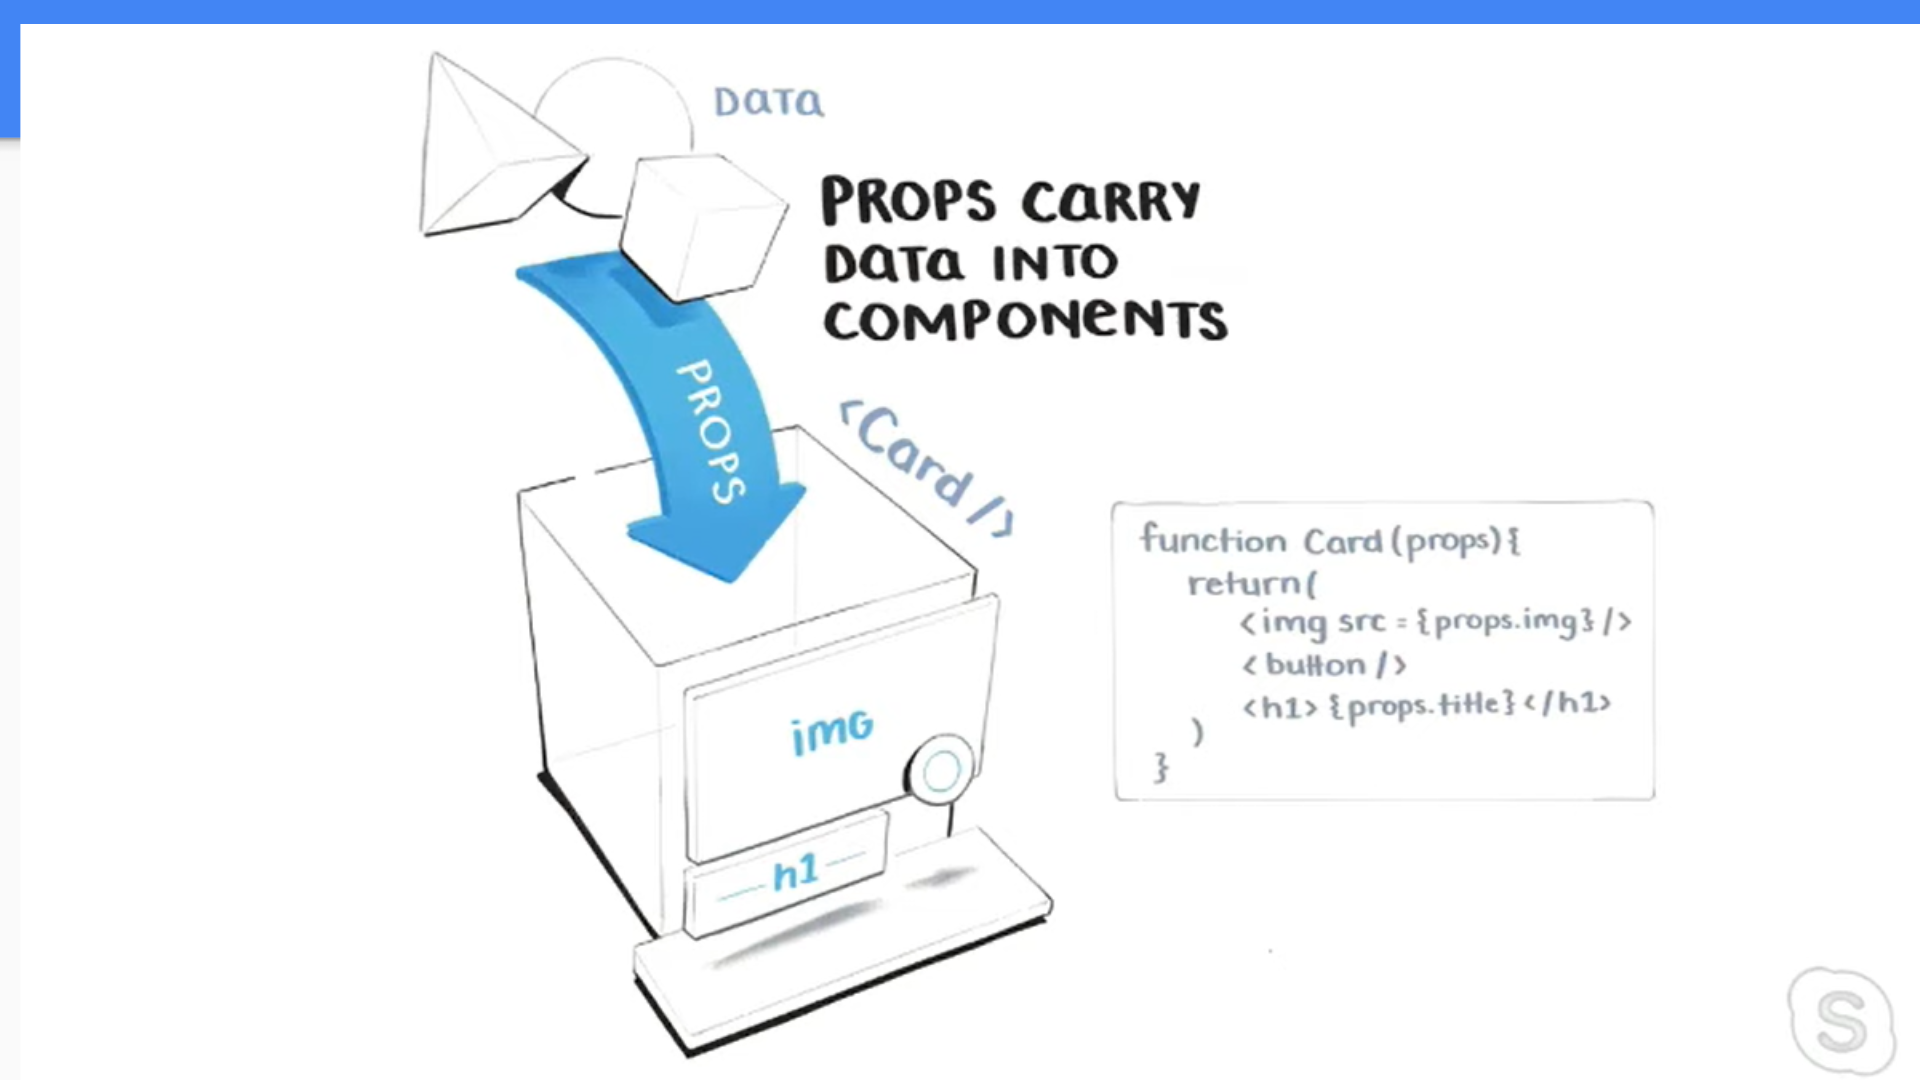 Data
PROPS CARRY
DATA INTO
COMPONENTS
PROPS
<Card/>
function Card (props){
return(
<img src = {props.img} />
<button />
<h1> {props.title} </h1>
)
}
img
h1
S